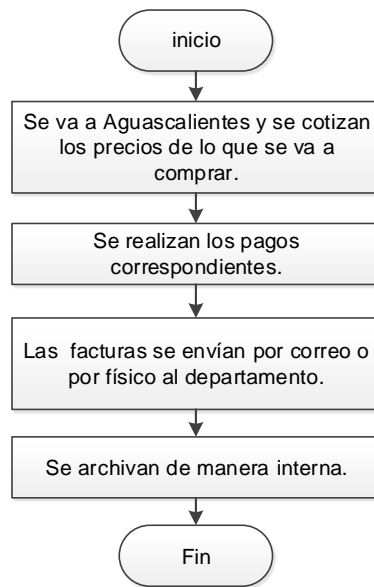 inicio
Se va a Aguascalientes y se cotizan
los precios de lo que se va a
comprar.
Se realizan los pagos
correspondientes.
Las facturas se envían por correo o
por físico al departamento.
Se archivan de manera interna.
Fin